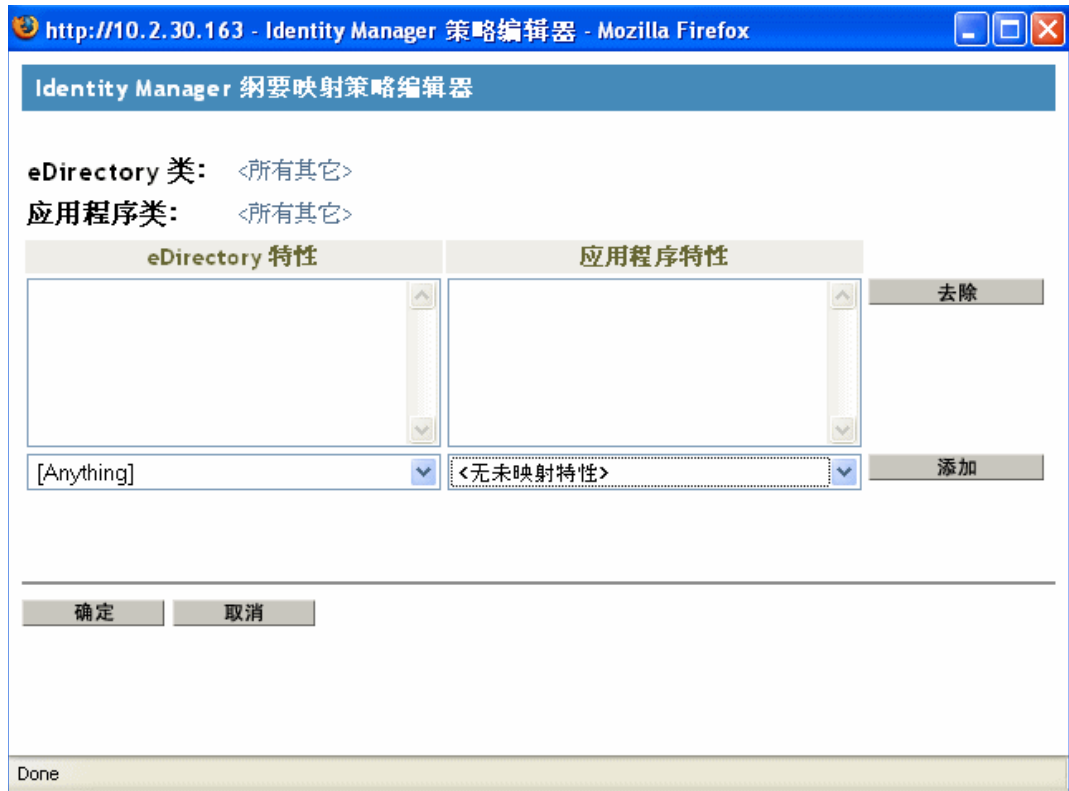 http://10.2.30.163 - Identity Manager 策略编辑器 - Mozilla Firefox
Identity Manager 纲要映射策略编辑器
eDirectory 类: <所有其它>
应用程序类: <所有其它>
eDirectory 特性 应用程序特性
去除
[Anything] <无未映射特性> 添加
确定 取消
Done